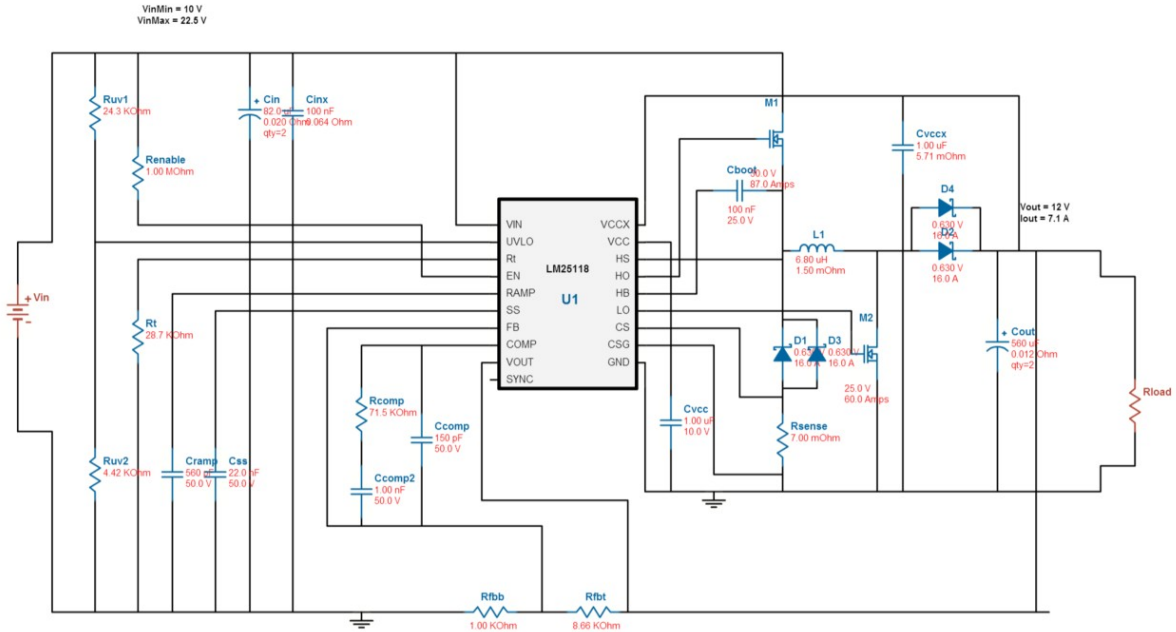 VinMin = 10 V
VinMax = 22.5 V
Ruv1
24.3 KOhm
Renable
1.00 MOhm
+ Cin
82.0 uF
0.020 Ohm
qty=2
Cinx
100 nF
0.064 Ohm
M1
30.0 V
87.0 Amps
Cboot
100 nF
25.0 V
Cvccx
1.00 uF
5.71 mOhm
D4
0.630 V
16.0 A
D2
0.630 V
16.0 A
Vout = 12 V
Iout = 7.1 A
L1
6.80 uH
1.50 mOhm
LM25118
U1
VIN
UVLO
Rt
EN
RAMP
SS
FB
COMP
VOUT
SYNC
VCCX
VCC
HS
HO
HB
LO
CS
CSG
GND
+ Vin
-
Rt
28.7 KOhm
M2
25.0 V
60.0 Amps
D1
0.630 V
16.0 A
D3
0.630 V
16.0 A
+ Cout
560 uF
0.012 Ohm
qty=2
Rload
Rcomp
71.5 KOhm
Ccomp
150 pF
50.0 V
Ccomp2
1.00 nF
50.0 V
Cvcc
1.00 uF
10.0 V
Rsense
7.00 mOhm
Ruv2
4.42 KOhm
Cramp
560 pF
50.0 V
Css
22.0 nF
50.0 V
Rfbb
1.00 KOhm
Rfbt
8.66 KOhm